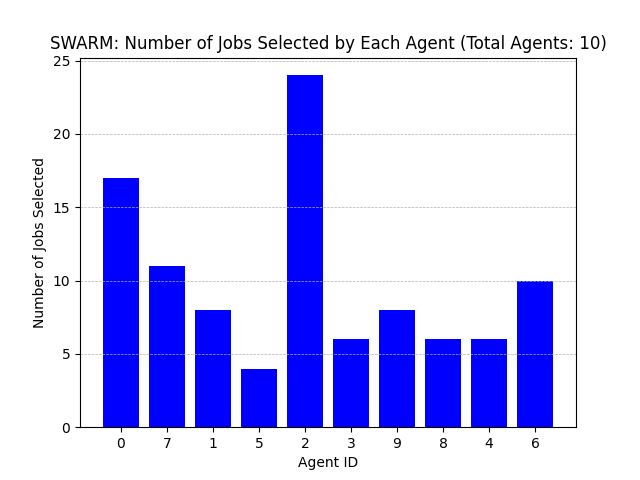 SWARM: Number of Jobs Selected by Each Agent (Total Agents: 10)
Number of Jobs Selected
25
20
15
10
5
0
0 7 1 5 2 3 9 8 4 6
Agent ID